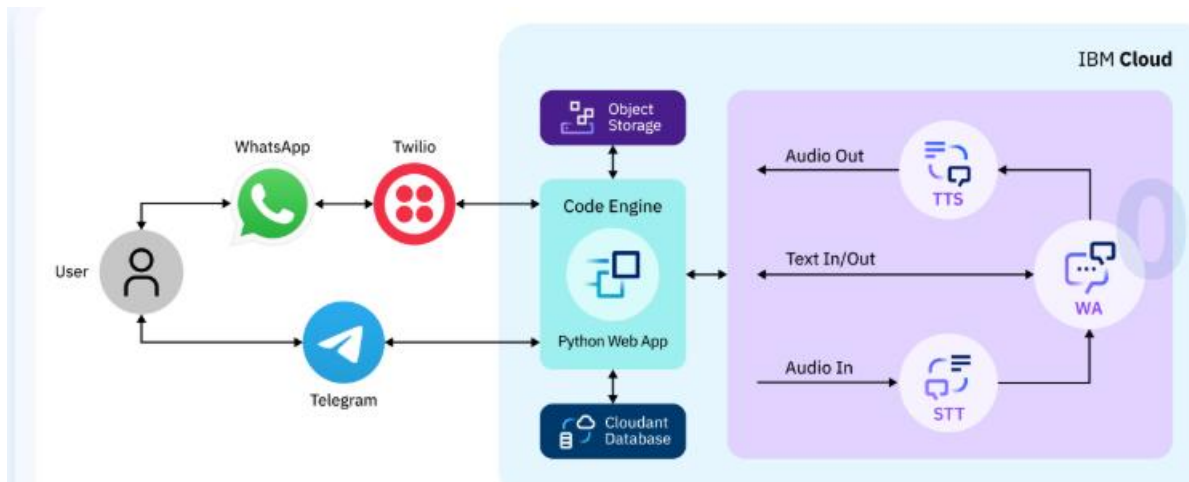 IBM Cloud
Object
Storage
WhatsApp
Twilio
Audio Out
TTS
Code Engine
User
Text In/Out
0
WA
Python Web App
Audio In
Telegram
STT
Cloudant
Database